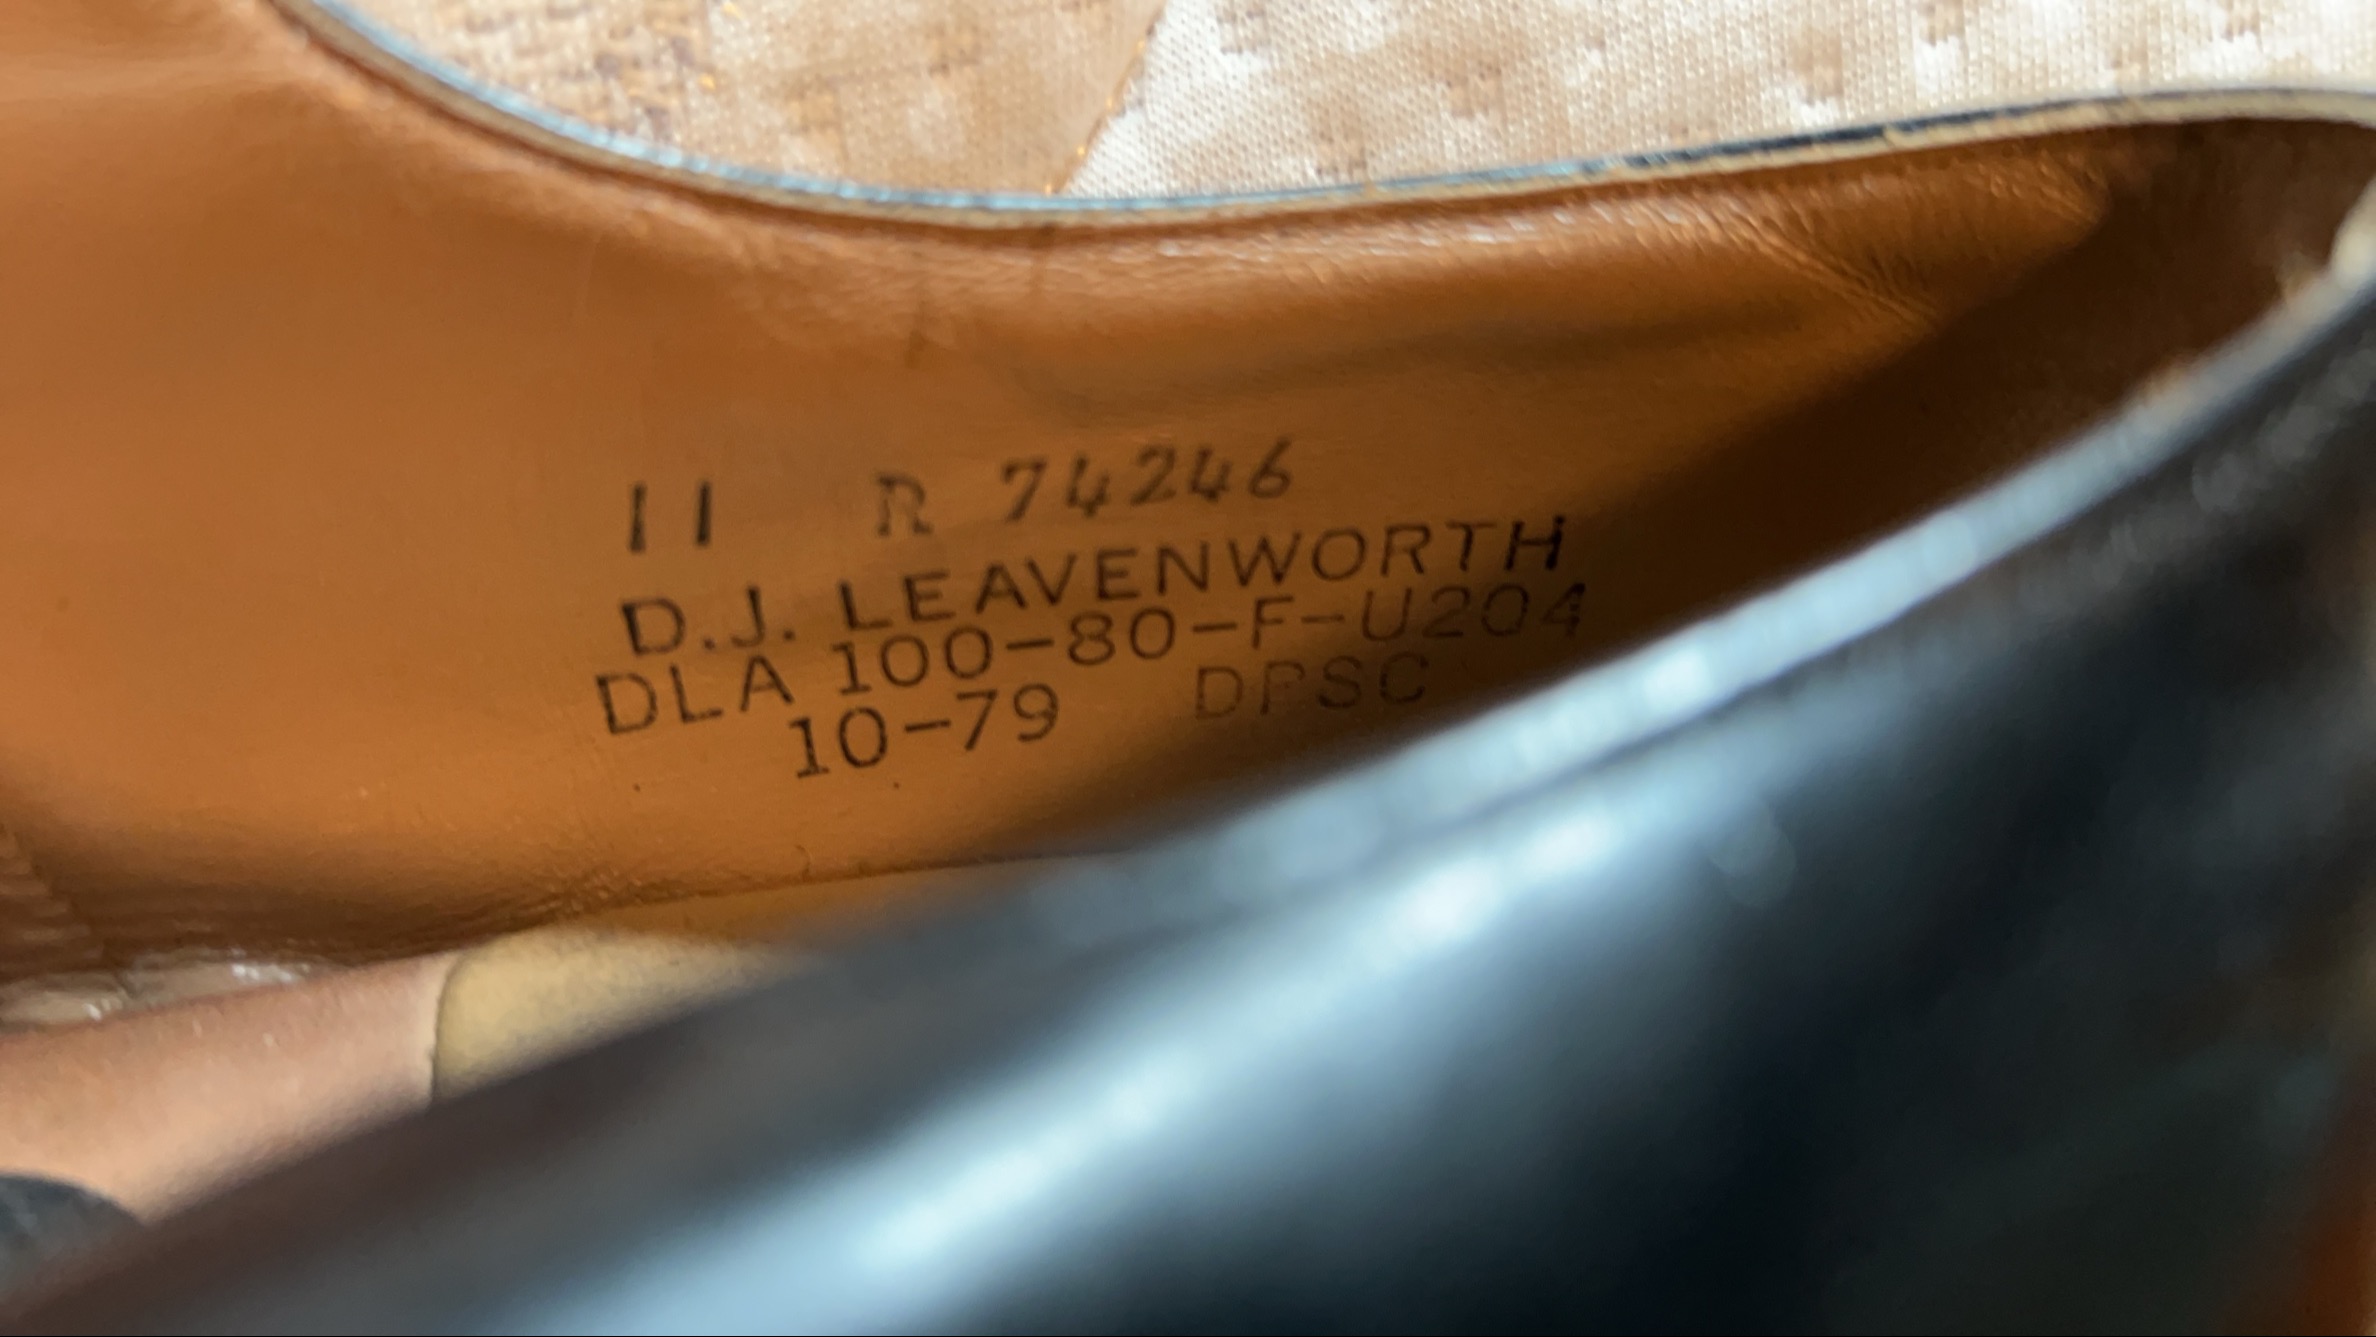 11 R 74246
D.J. LEAVENWORTH
DLA 100-80-F-U204
10-79 DPSC